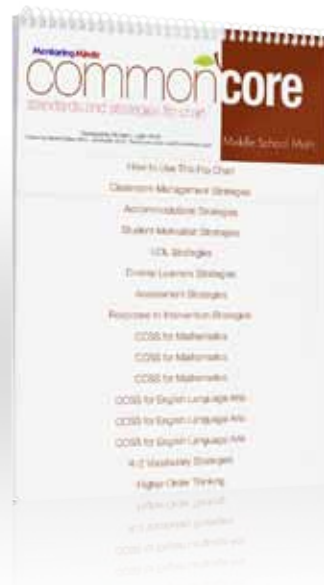 Mentoring Minds
common core
standards and strategies flip chart
Middle School Math
How to Use This Flip Chart
Classroom Management Strategies
Accommodations Strategies
Student Motivation Strategies
Strategies
Diverse Learners Strategies
Assessment Strategies
Response to Intervention Strategies
CCSS for Mathematics
CCSS for Mathematics
CCSS for Mathematics
CCSS for English Language Arts
CCSS for English Language Arts
CCSS for English Language Arts
Vocabulary Strategies
Higher Order Thinking